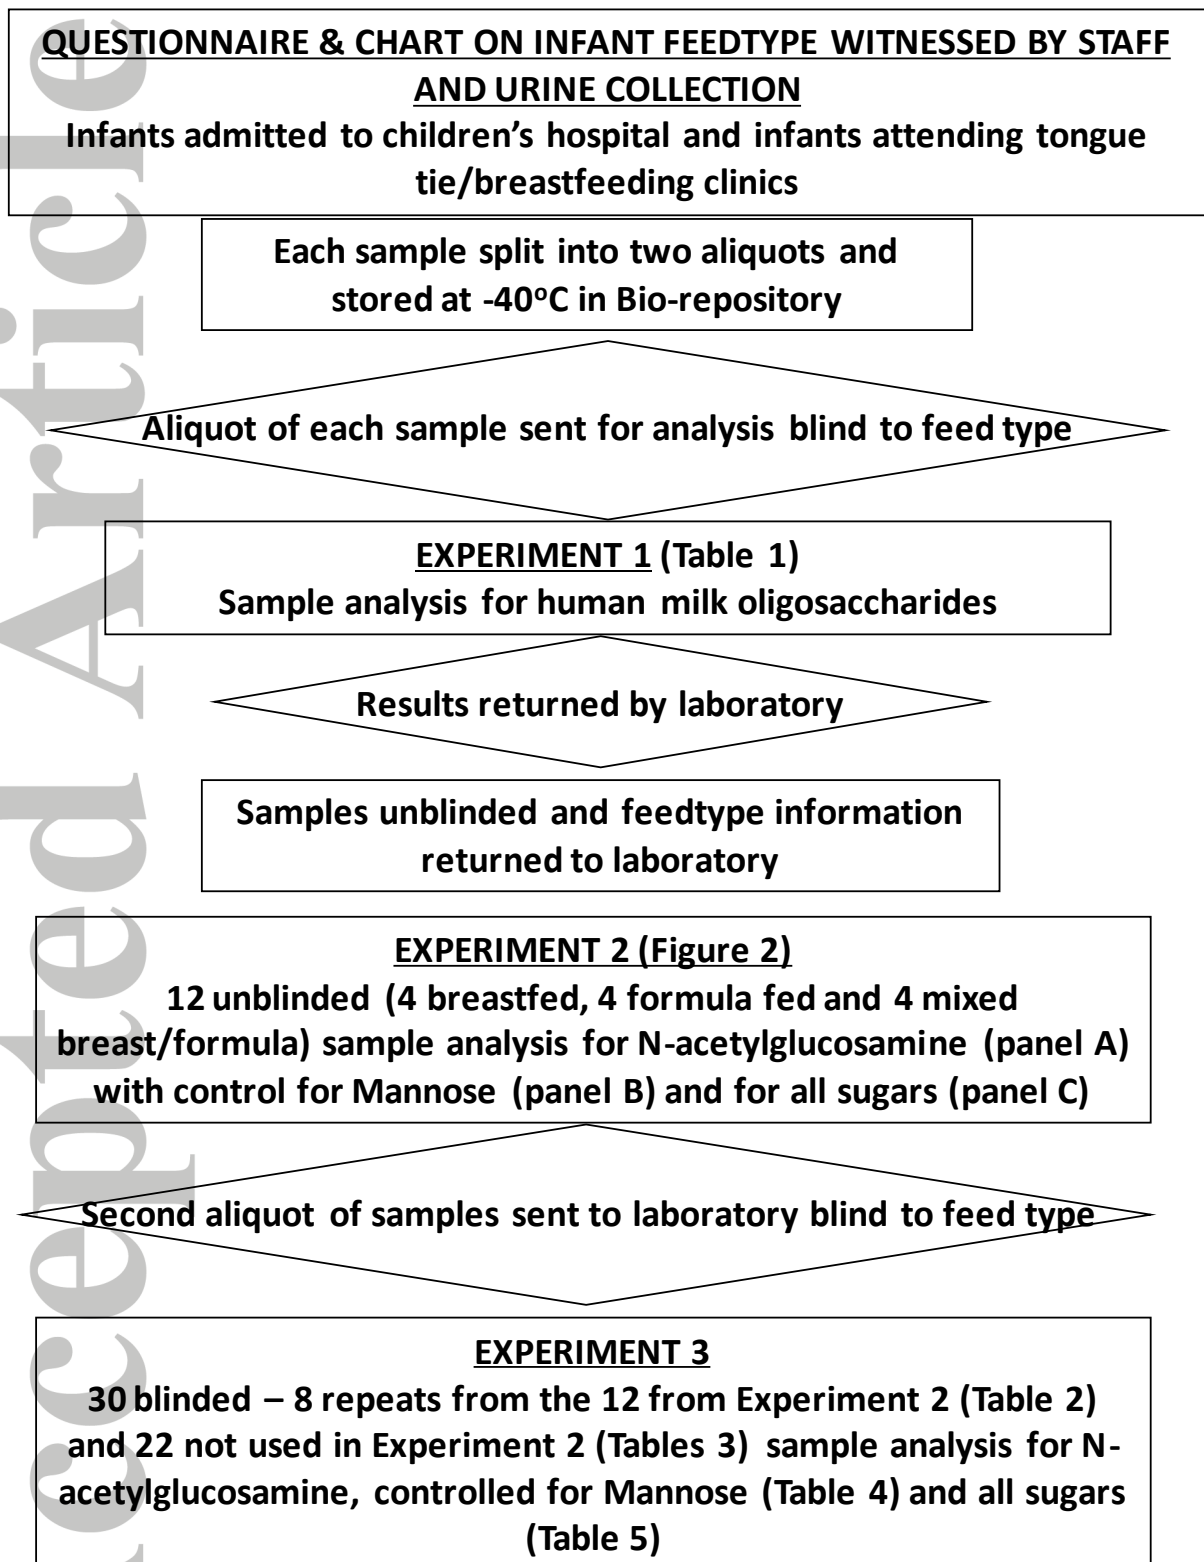 QUESTIONNAIRE & CHART ON INFANT FEEDTYPE WITNESSED BY STAFF
AND URINE COLLECTION
Infants admitted to children’s hospital and infants attending tongue
tie/breastfeeding clinics
Each sample split into two aliquots and
stored at -40ºC in Bio-repository
Aliquot of each sample sent for analysis blind to feed type
EXPERIMENT 1 (Table 1)
Sample analysis for human milk oligosaccharides
Results returned by laboratory
Samples unblinded and feedtype information
returned to laboratory
EXPERIMENT 2 (Figure 2)
12 unblinded (4 breastfed, 4 formula fed and 4 mixed
breast/formula) sample analysis for N-acetylglucosamine (panel A)
with control for Mannose (panel B) and for all sugars (panel C)
Second aliquot of samples sent to laboratory blind to feed type
EXPERIMENT 3
30 blinded – 8 repeats from the 12 from Experiment 2 (Table 2)
and 22 not used in Experiment 2 (Tables 3) sample analysis for N-
acetylglucosamine, controlled for Mannose (Table 4) and all sugars
(Table 5)
ccepted Article